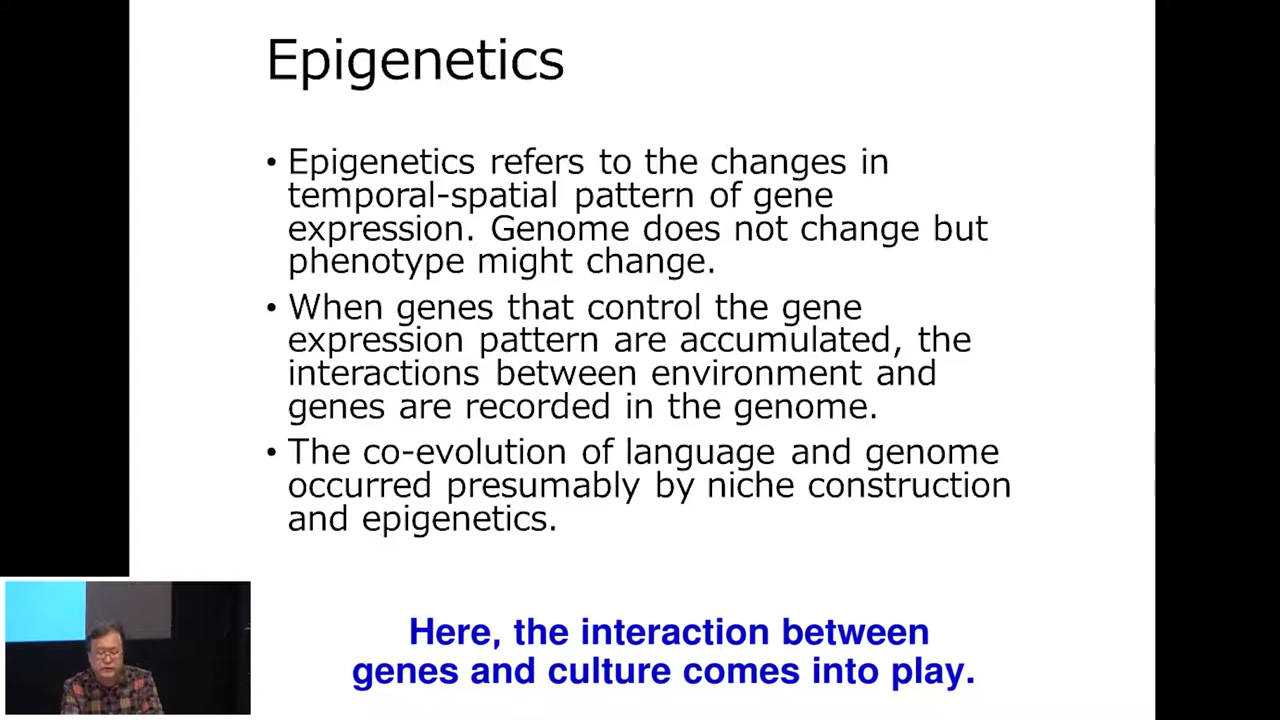 Epigenetics
• Epigenetics refers to the changes in
temporal-spatial pattern of gene
expression. Genome does not change but
phenotype might change.
• When genes that control the gene
expression pattern are accumulated, the
interactions between environment and
genes are recorded in the genome.
• The co-evolution of language and genome
occurred presumably by niche construction
and epigenetics.
Here, the interaction between
genes and culture comes into play.